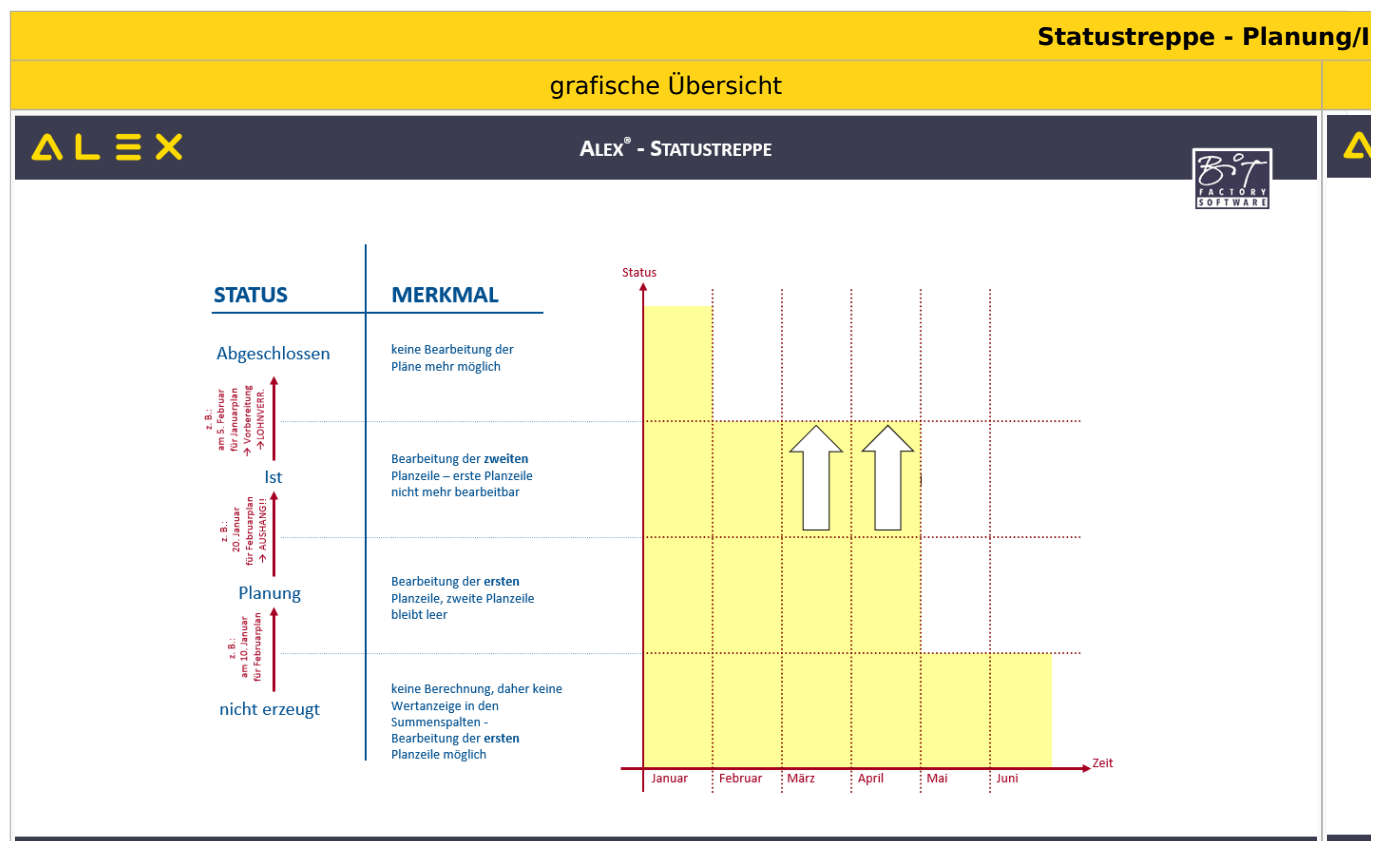 Statustreppe - Planung/I
grafische Übersicht
ALEX
ALEX® - STATUSTREPPE
BIT
FACTORY
SOFTWARE
STATUS
MERKMAL
Abgeschlossen
keine Bearbeitung der
Pläne mehr möglich
z. B.:
am 5. Februar
für Januarplan
→ Vorbereitung
→LOHNVERR.
Ist
Bearbeitung der zweiten
Planzeile – erste Planzeile
nicht mehr bearbeitbar
z. B.:
20. Januar
für Februarplan
→ AUSHANG!!
Planung
Bearbeitung der ersten
Planzeile, zweite Planzeile
bleibt leer
z. B.:
am 10. Januar
für Februarplan
nicht erzeugt
keine Berechnung, daher keine
Wertanzeige in den
Summenspalten -
Bearbeitung der ersten
Planzeile möglich
Status
Zeit
Januar
Februar
März
April
Mai
Juni